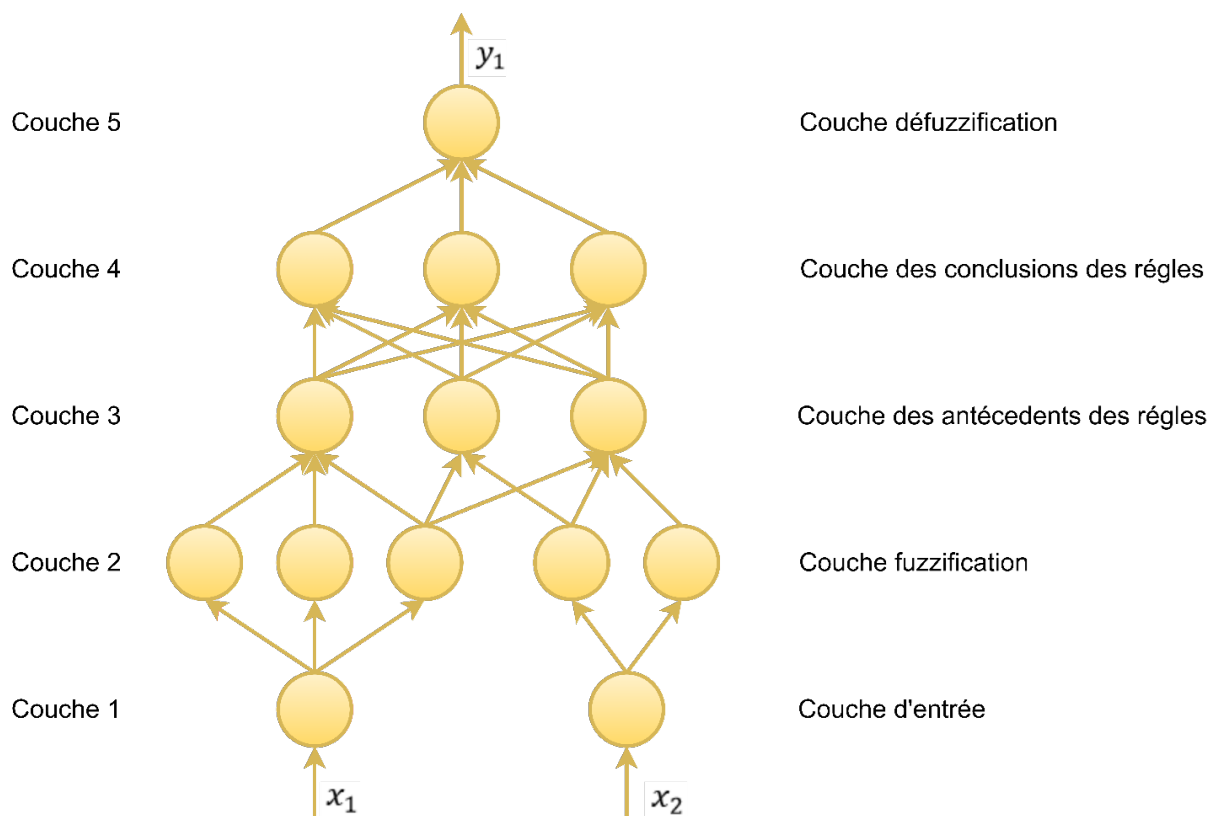 y₁
Couche 5 Couche défuzzification
Couche 4 Couche des conclusions des régles
Couche 3 Couche des antécedents des régles
Couche 2 Couche fuzzification
Couche 1 Couche d'entrée
x₁ x₂